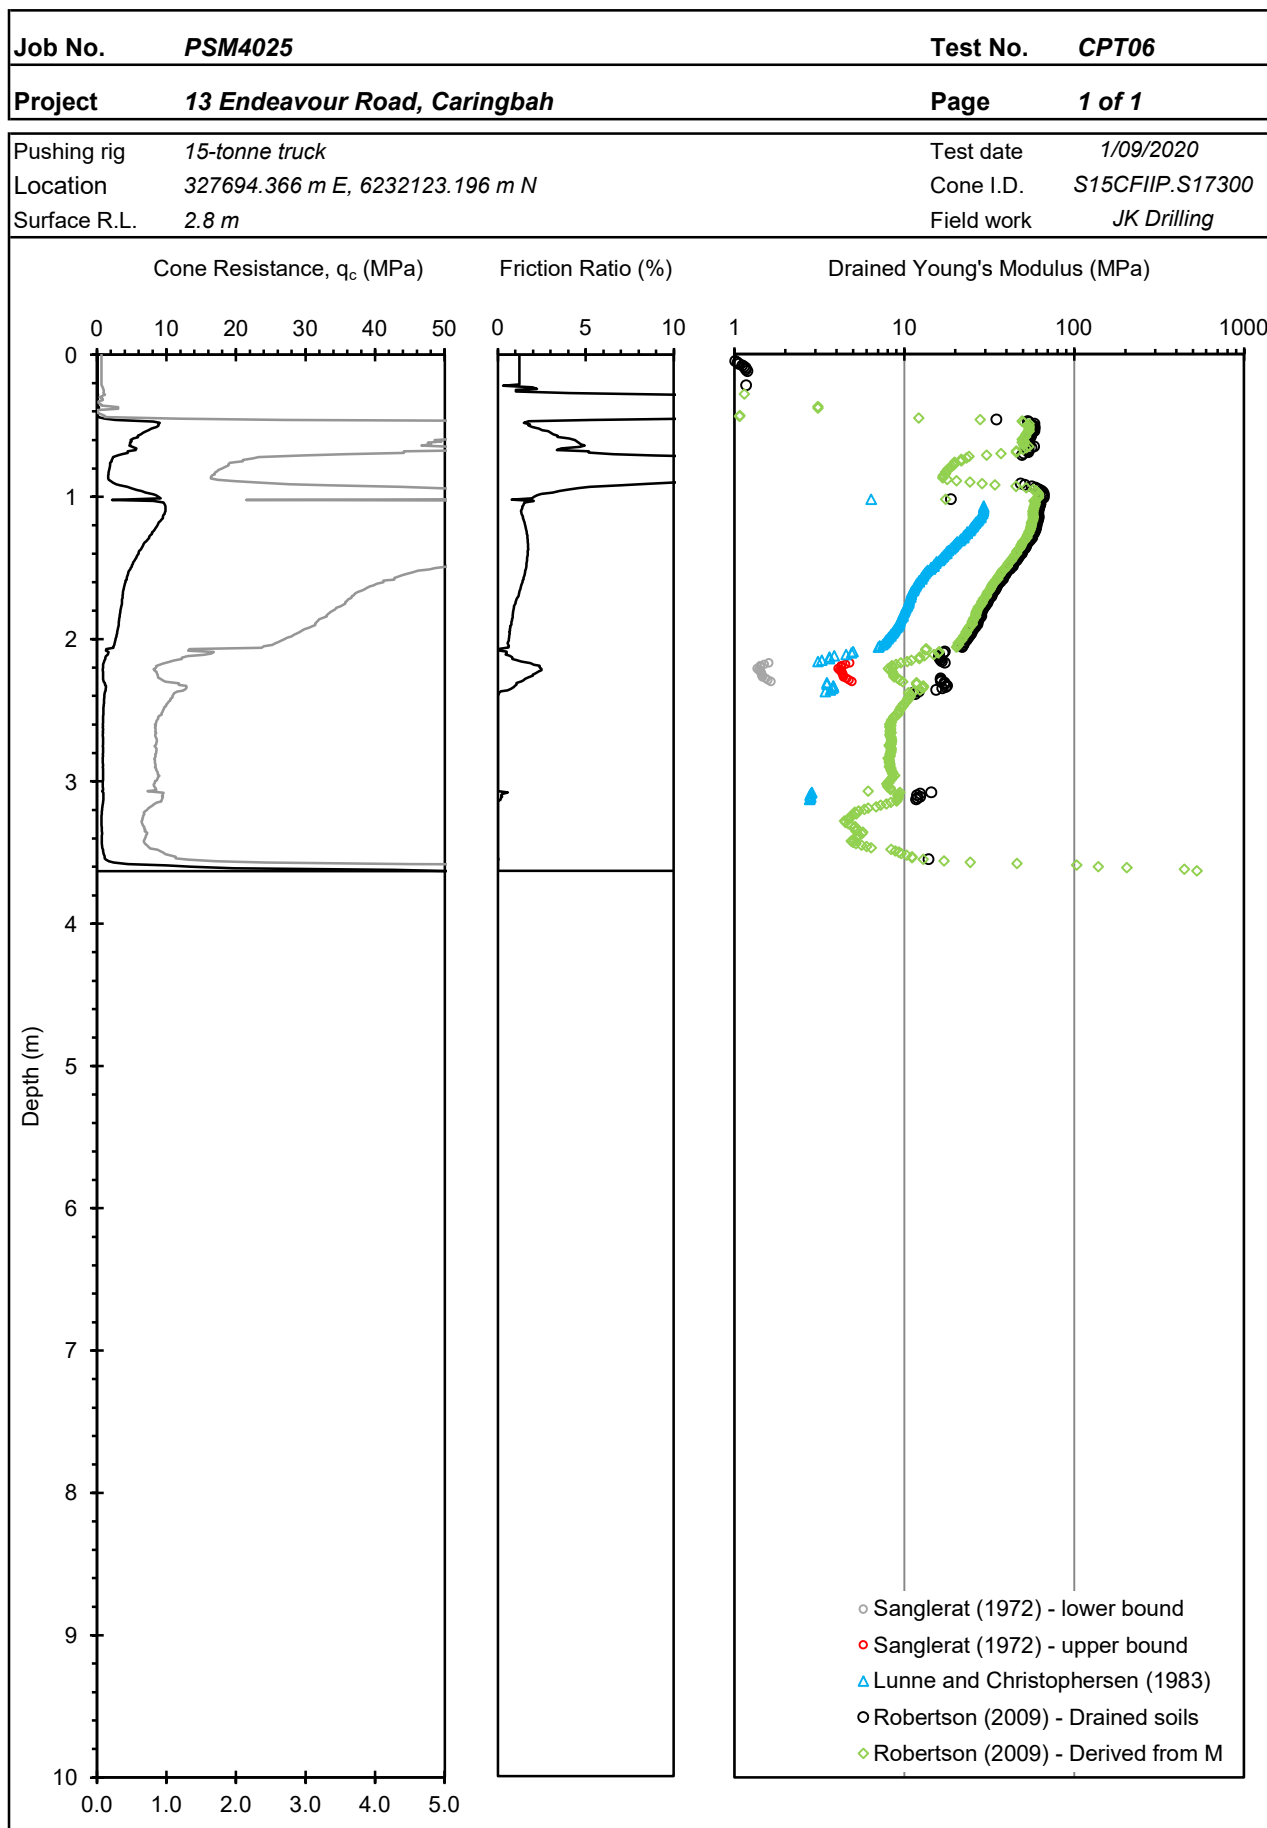 Job No. PSM4025 Test No. CPT06
Project 13 Endeavour Road, Caringbah Page 1 of 1
Pushing rig 15-tonne truck Test date 1/09/2020
Location 327694.366 m E, 6232123.196 m N Cone I.D. S15CFIIP.S17300
Surface R.L. 2.8 m Field work JK Drilling
Cone Resistance, qc (MPa) Friction Ratio (%) Drained Young's Modulus (MPa)
0 10 20 30 40 50 0 5 10 1 10 100 1000
0
1
2
3
4
5
6
7
8
9
10
Depth (m)
Sanglerat (1972) - lower bound
Sanglerat (1972) - upper bound
Lunne and Christophersen (1983)
Robertson (2009) - Drained soils
Robertson (2009) - Derived from M
0.0 1.0 2.0 3.0 4.0 5.0